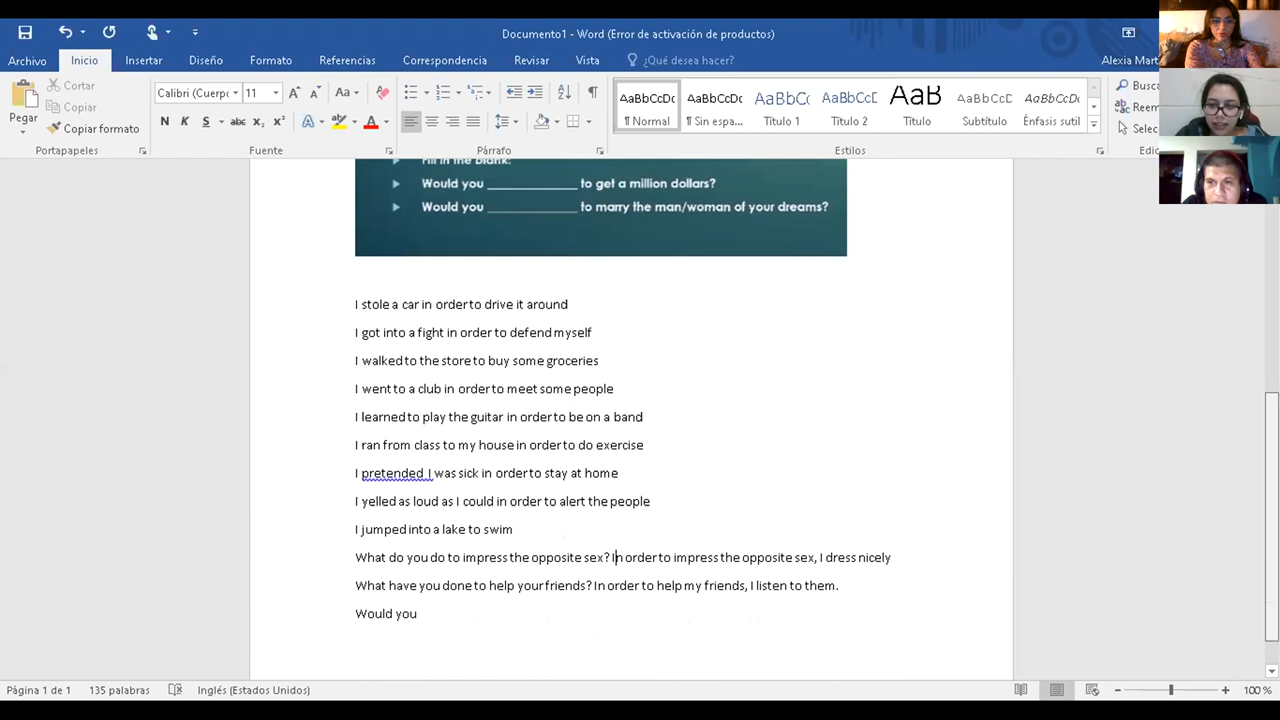 Documento1 - Word (Error de activación de productos)
Archivo Inicio Insertar Diseño Formato Referencias Correspondencia Revisar Vista ¿Qué desea hacer? Alexia Mart
Pegar
Cortar
Copiar
Copiar formato
Calibri (Cuerpo 11
Aa
N K S abc x₂ x²
AaBbCcDc AaBbCcDc AaBbCc AaBbCcD AaB AaBbCcD AaBbCcDc
¶ Normal ¶ Sin espa... Título 1 Título 2 Título Subtítulo Énfasis sutil
Busca
Reem
Selec
Portapapeles Fuente Párrafo Estilos
Fill in the blank:
Would you ____________ to get a million dollars?
Would you ____________ to marry the man/woman of your dreams?
I stole a car in order to drive it around
I got into a fight in order to defend myself
I walked to the store to buy some groceries
I went to a club in order to meet some people
I learned to play the guitar in order to be on a band
I ran from class to my house in order to do exercise
I pretended I was sick in order to stay at home
I yelled as loud as I could in order to alert the people
I jumped into a lake to swim
What do you do to impress the opposite sex? In order to impress the opposite sex, I dress nicely
What have you done to help your friends? In order to help my friends, I listen to them.
Would you
Página 1 de 1 135 palabras Inglés (Estados Unidos) 100 %